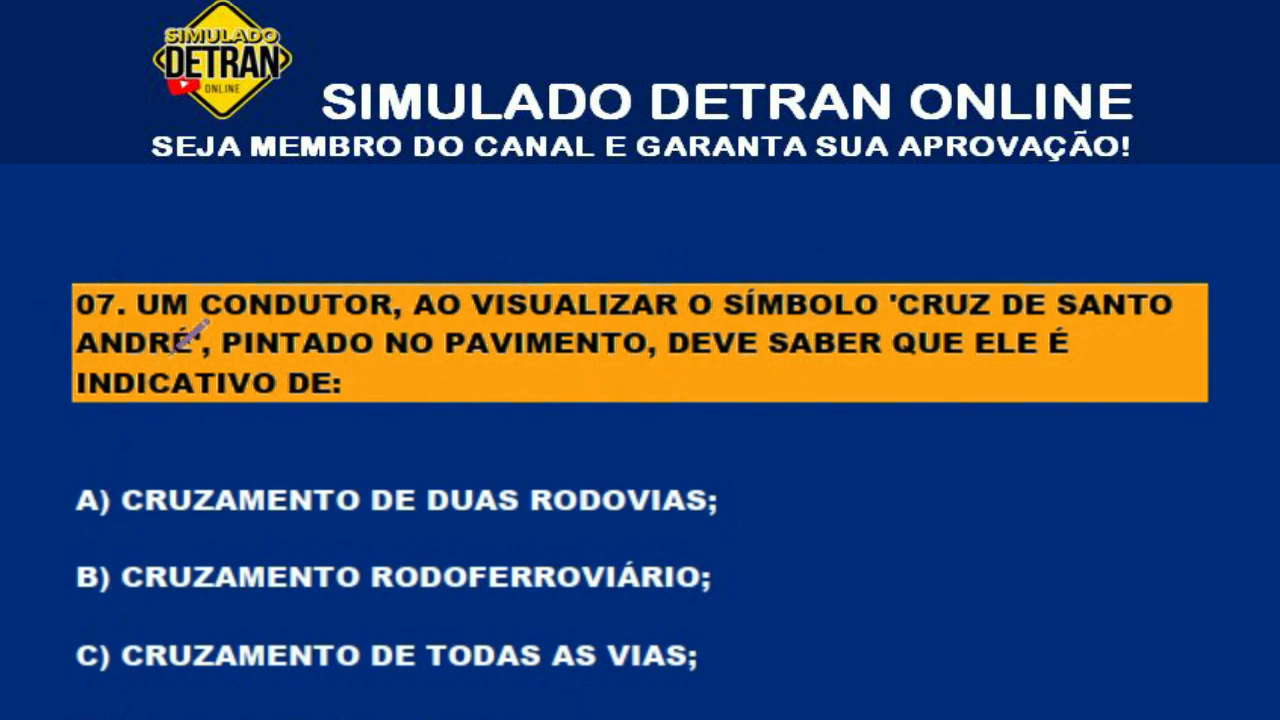 SIMULADO
DETRAN
ONLINE
SIMULADO DETRAN ONLINE
SEJA MEMBRO DO CANAL E GARANTA SUA APROVAÇÃO!
07. UM CONDUTOR, AO VISUALIZAR O SÍMBOLO 'CRUZ DE SANTO
ANDRÉ', PINTADO NO PAVIMENTO, DEVE SABER QUE ELE É
INDICATIVO DE:
A) CRUZAMENTO DE DUAS RODOVIAS;
B) CRUZAMENTO RODOFERROVIÁRIO;
C) CRUZAMENTO DE TODAS AS VIAS;